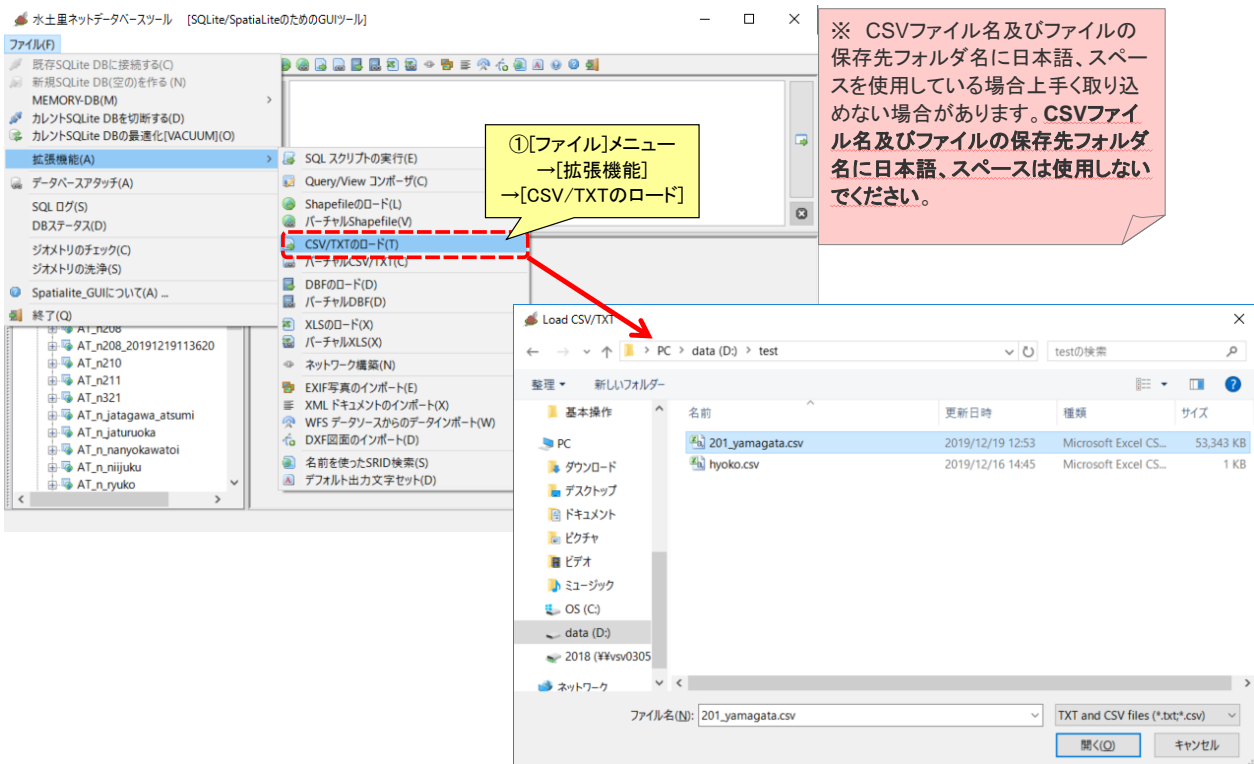 水土里ネットデータベースツール [SQLite/SpatiaLiteのためのGUIツール]
ファイル(F)
既存SQLite DBに接続する(C)
新規SQLite DB(空)を作る(N)
MEMORY-DB(M)
カレントSQLite DBを切断する(D)
カレントSQLite DBの最適化[VACUUM](O)
拡張機能(A)
データベースアタッチ(A)
SQL ログ(S)
DBステータス(D)
ジオメトリのチェック(C)
ジオメトリの洗浄(S)
Spatialite_GUIについて(A) ...
終了(Q)
AT_n208
AT_n208_20191219113620
AT_n210
AT_n211
AT_n321
AT_n_jatagawa_atsumi
AT_n_jaturuoka
AT_n_nanyokawatoi
AT_n_niijuku
AT_n_ryuko
SQL スクリプトの実行(E)
Query/View コンポーザ(C)
Shapefileのロード(L)
バーチャルShapefile(V)
CSV/TXTのロード(T)
バーチャルCSV/TXT(C)
DBFのロード(D)
バーチャルDBF(D)
XLSのロード(X)
バーチャルXLS(X)
ネットワーク構築(N)
EXIF写真のインポート(E)
XML ドキュメントのインポート(X)
WFS データソースからのデータインポート(W)
DXF図面のインポート(D)
名前を使ったSRID検索(S)
デフォルト出力文字セット(D)
①[ファイル]メニュー
→[拡張機能]
→[CSV/TXTのロード]
※ CSVファイル名及びファイルの
保存先フォルダ名に日本語、スペー
スを使用している場合上手く取り込
めない場合があります。CSVファイ
ル名及びファイルの保存先フォルダ
名に日本語、スペースは使用しない
でください。
Load CSV/TXT
PC > data (D:) > test
testの検索
整理 新しいフォルダー
基本操作
PC
ダウンロード
デスクトップ
ドキュメント
ピクチャ
ビデオ
ミュージック
OS (C:)
data (D:)
2018 (¥¥vsv0305
ネットワーク
名前 更新日時 種類 サイズ
201_yamagata.csv 2019/12/19 12:53 Microsoft Excel CS... 53,343 KB
hyoko.csv 2019/12/16 14:45 Microsoft Excel CS... 1 KB
ファイル名(N): 201_yamagata.csv TXT and CSV files (*.txt;*.csv)
開く(O) キャンセル